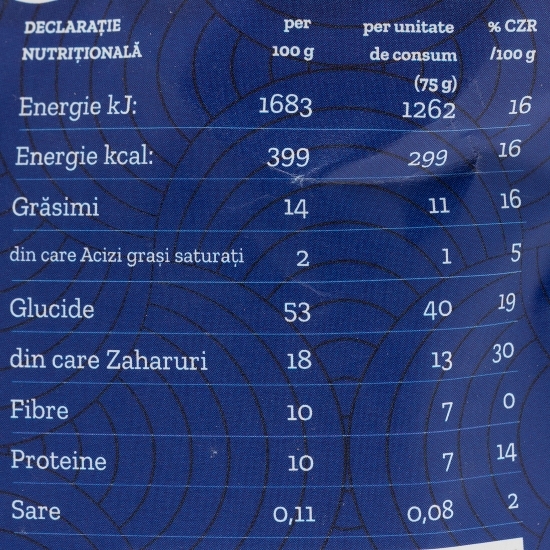 DECLARAȚIE per per unitate % CZR
NUTRIȚIONALĂ 100 g de consum /100 g
(75 g)
Energie kJ: 1683 1262 16
Energie kcal: 399 299 16
Grăsimi 14 11 16
din care Acizi grași saturați 2 1 5
Glucide 53 40 19
din care Zaharuri 18 13 30
Fibre 10 7 0
Proteine 10 7 14
Sare 0,11 0,08 2